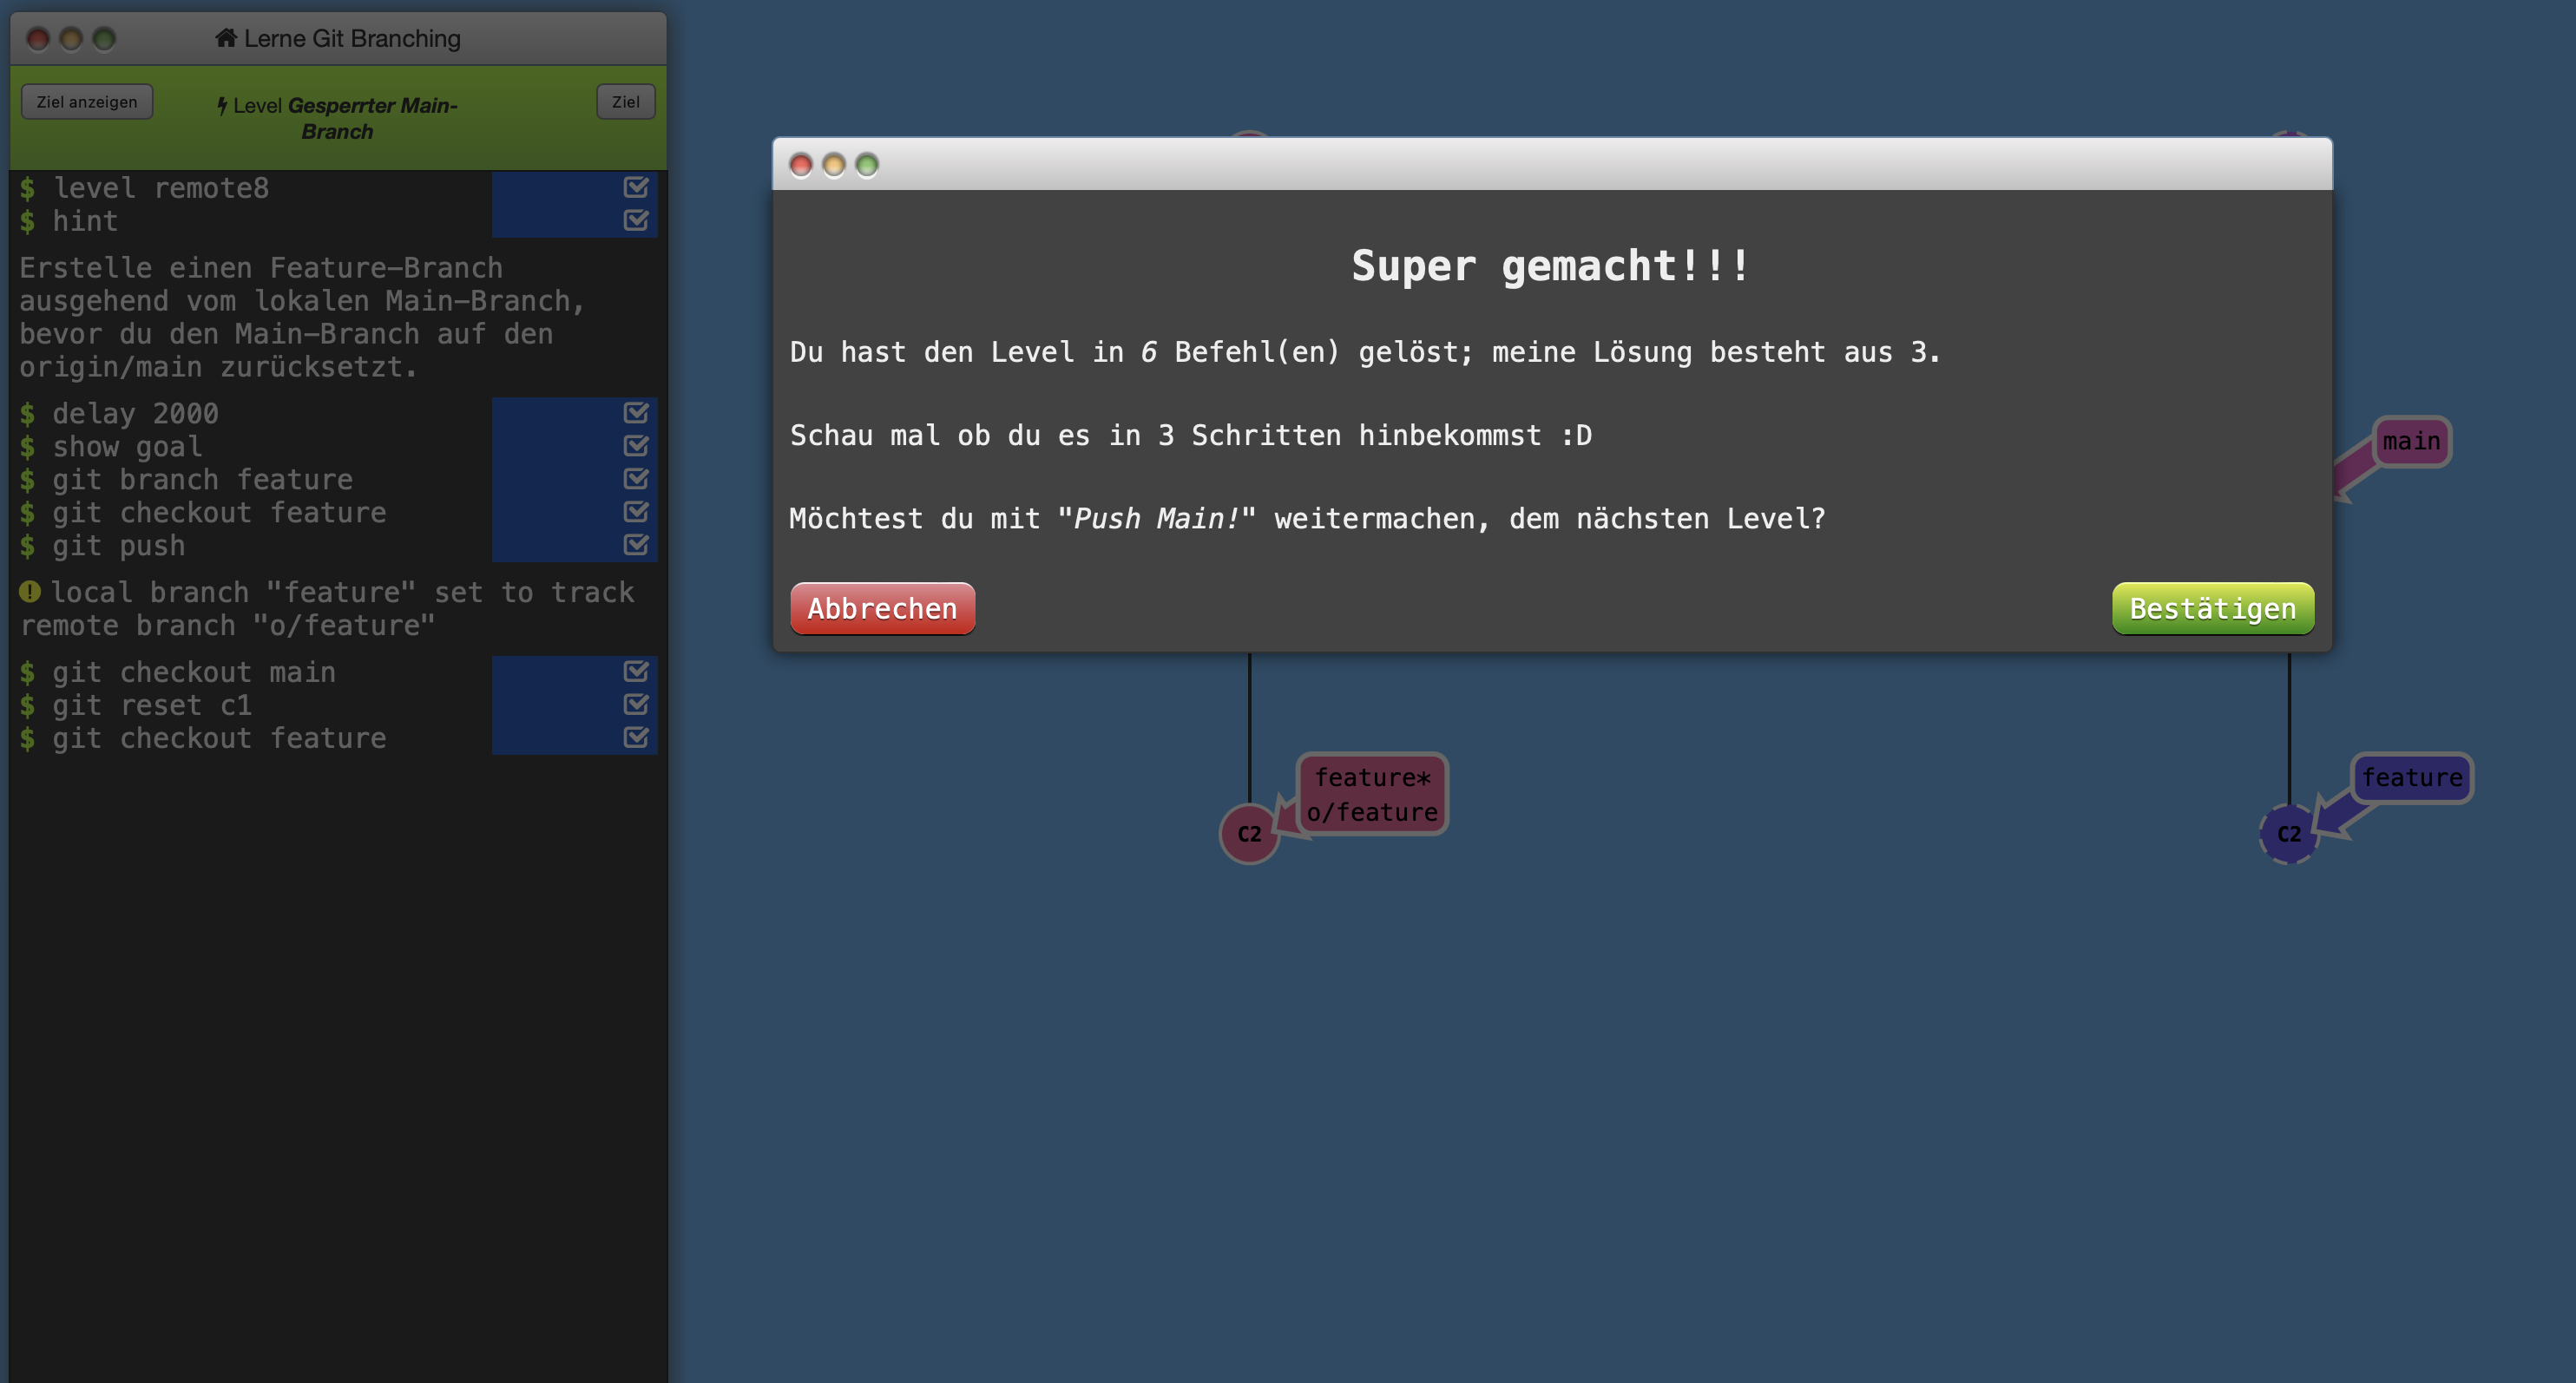 Lerne Git Branching
Ziel anzeigen
Level Gesperrter Main-
Branch
Ziel
$ level remote8
$ hint
Erstelle einen Feature-Branch
ausgehend vom lokalen Main-Branch,
bevor du den Main-Branch auf den
origin/main zurücksetzt.
$ delay 2000
$ show goal
$ git branch feature
$ git checkout feature
$ git push
local branch "feature" set to track
remote branch "o/feature"
$ git checkout main
$ git reset c1
$ git checkout feature
Super gemacht!!!
Du hast den Level in 6 Befehl(en) gelöst; meine Lösung besteht aus 3.
Schau mal ob du es in 3 Schritten hinbekommst :D
Möchtest du mit "Push Main!" weitermachen, dem nächsten Level?
Abbrechen
Bestätigen
main
feature*
o/feature
C2
feature
C2